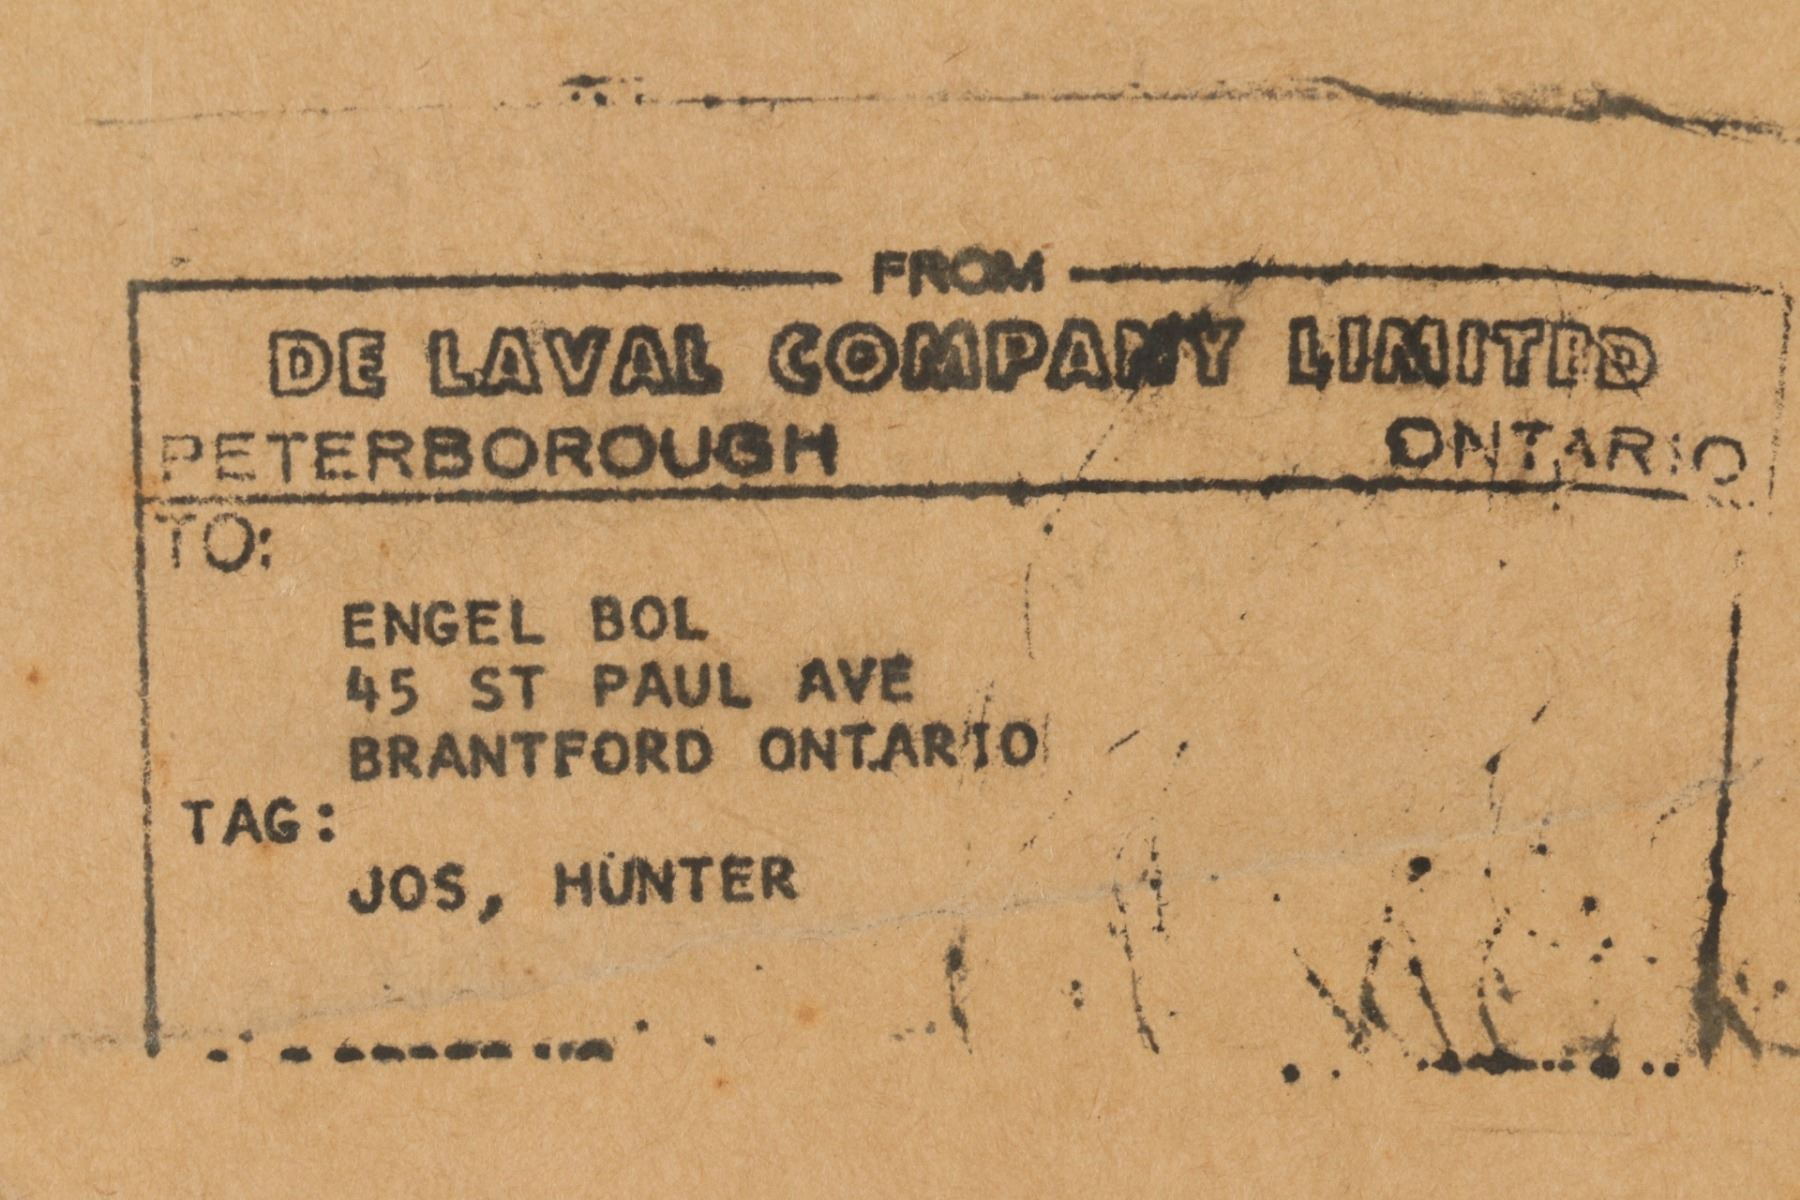 FROM
DE LAVAL COMPANY LIMITED
PETERBOROUGH ONTARIO
TO:
ENGEL BOL
45 ST PAUL AVE
BRANTFORD ONTARIO
TAG:
JOS, HUNTER